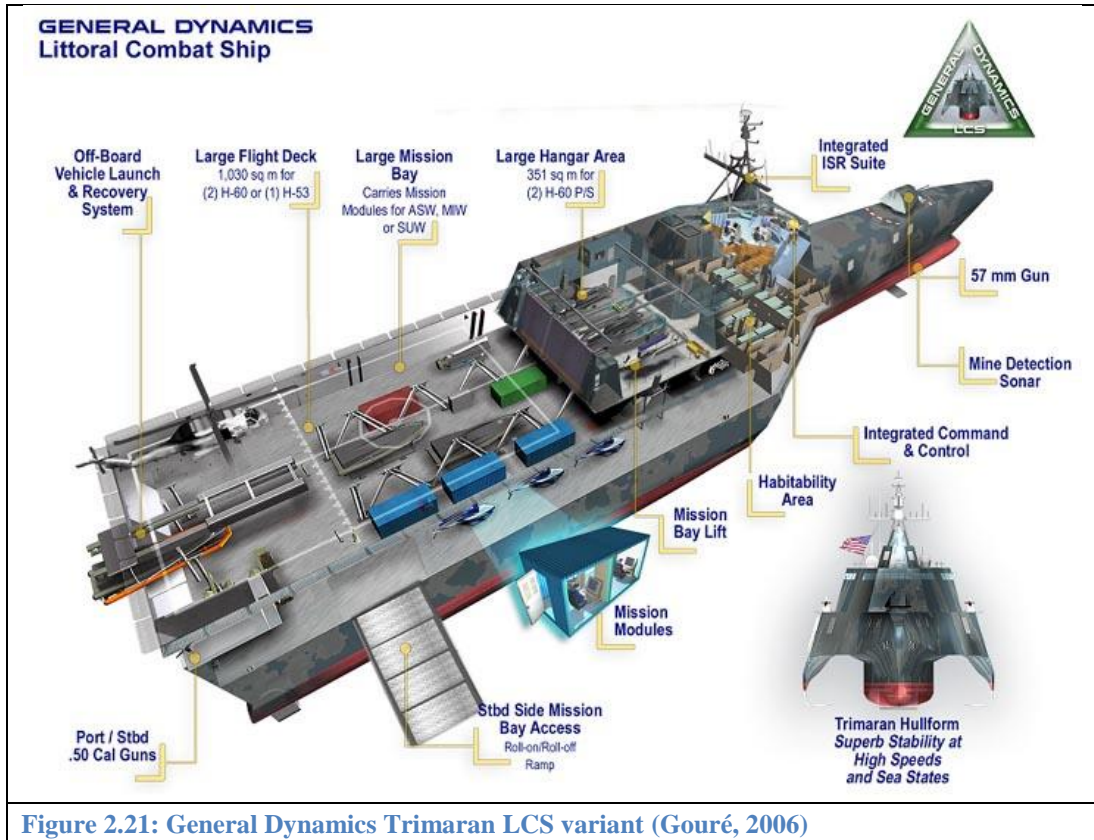 GENERAL DYNAMICS
Littoral Combat Ship
GENERAL
DYNAMICS
LCS
Off-Board
Vehicle Launch
& Recovery
System
Large Flight Deck
1,030 sq m for
(2) H-60 or (1) H-53
Large Mission
Bay
Carries Mission
Modules for ASW, MIW
or SUW
Large Hangar Area
351 sq m for
(2) H-60 P/S
Integrated
ISR Suite
57 mm Gun
Mine Detection
Sonar
Integrated Command
& Control
Habitability
Area
Mission
Bay Lift
Mission
Modules
Stbd Side Mission
Bay Access
Roll-on/Roll-off
Ramp
Port / Stbd
.50 Cal Guns
Trimaran Hullform
Superb Stability at
High Speeds
and Sea States
Figure 2.21: General Dynamics Trimaran LCS variant (Gouré, 2006)